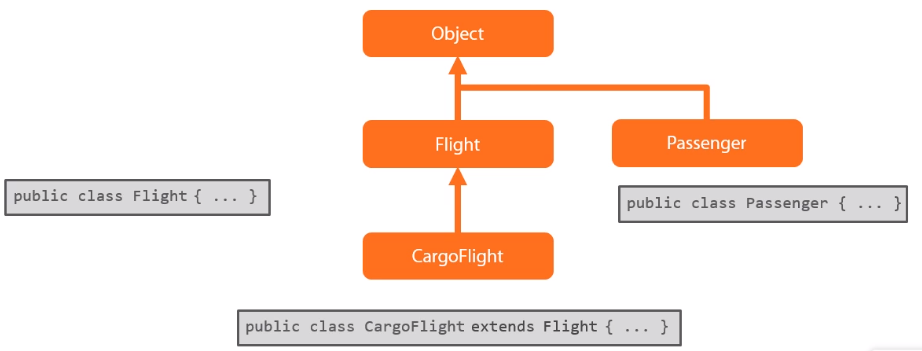 Object
Flight
Passenger
public class Flight { ... }
public class Passenger { ... }
CargoFlight
public class CargoFlight extends Flight { ... }